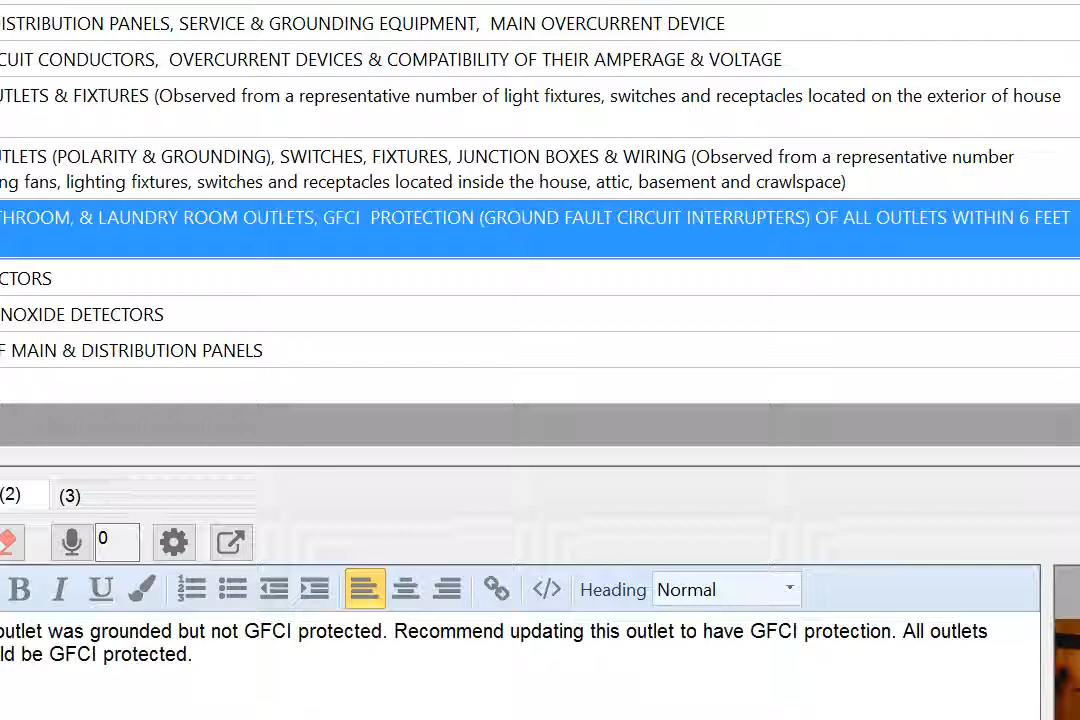 ISTRIBUTION PANELS, SERVICE & GROUNDING EQUIPMENT, MAIN OVERCURRENT DEVICE
CUIT CONDUCTORS, OVERCURRENT DEVICES & COMPATIBILITY OF THEIR AMPERAGE & VOLTAGE
UTLETS & FIXTURES (Observed from a representative number of light fixtures, switches and receptacles located on the exterior of house
UTLETS (POLARITY & GROUNDING), SWITCHES, FIXTURES, JUNCTION BOXES & WIRING (Observed from a representative number
ng fans, lighting fixtures, switches and receptacles located inside the house, attic, basement and crawlspace)
THROOM, & LAUNDRY ROOM OUTLETS, GFCI PROTECTION (GROUND FAULT CIRCUIT INTERRUPTERS) OF ALL OUTLETS WITHIN 6 FEET
CTORS
NOXIDE DETECTORS
F MAIN & DISTRIBUTION PANELS
(2) (3)
0
B I U </> Heading Normal
outlet was grounded but not GFCI protected. Recommend updating this outlet to have GFCI protection. All outlets
ld be GFCI protected.